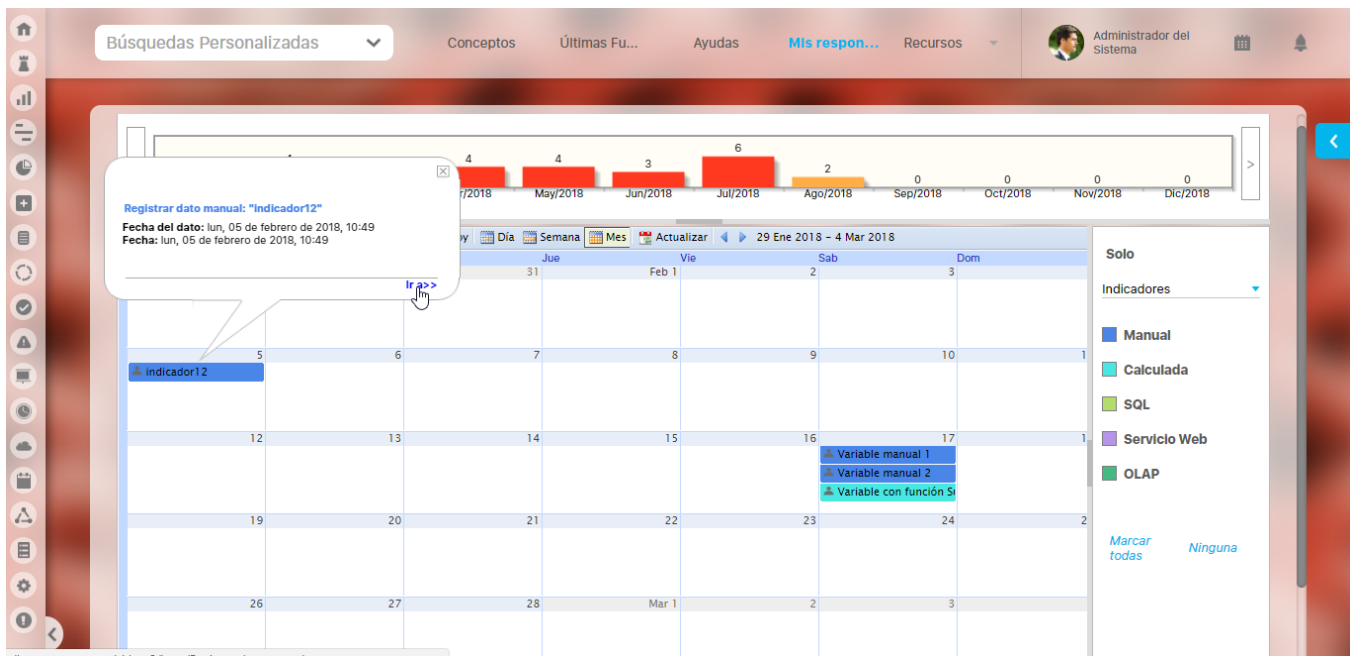 Búsquedas Personalizadas
Conceptos Últimas Fu... Ayudas Mis respon... Recursos
Administrador del
Sistema
4 4 3 6 2 0 0 0 0
May/2018 Jun/2018 Jul/2018 Ago/2018 Sep/2018 Oct/2018 Nov/2018 Dic/2018
>
Registrar dato manual: "indicador12"
Fecha del dato: lun, 05 de febrero de 2018, 10:49
Fecha: lun, 05 de febrero de 2018, 10:49
Ir a>>
Día Semana Mes Actualizar 29 Ene 2018 - 4 Mar 2018
Jue Vie Sab Dom
31 Feb 1 2 3
5 6 7 8 9 10
indicador12
12 13 14 15 16 17
Variable manual 1
Variable manual 2
Variable con función
19 20 21 22 23 24
26 27 28 Mar 1 2 3
Solo
Indicadores
Manual
Calculada
SQL
Servicio Web
OLAP
Marcar
todas
Ninguna